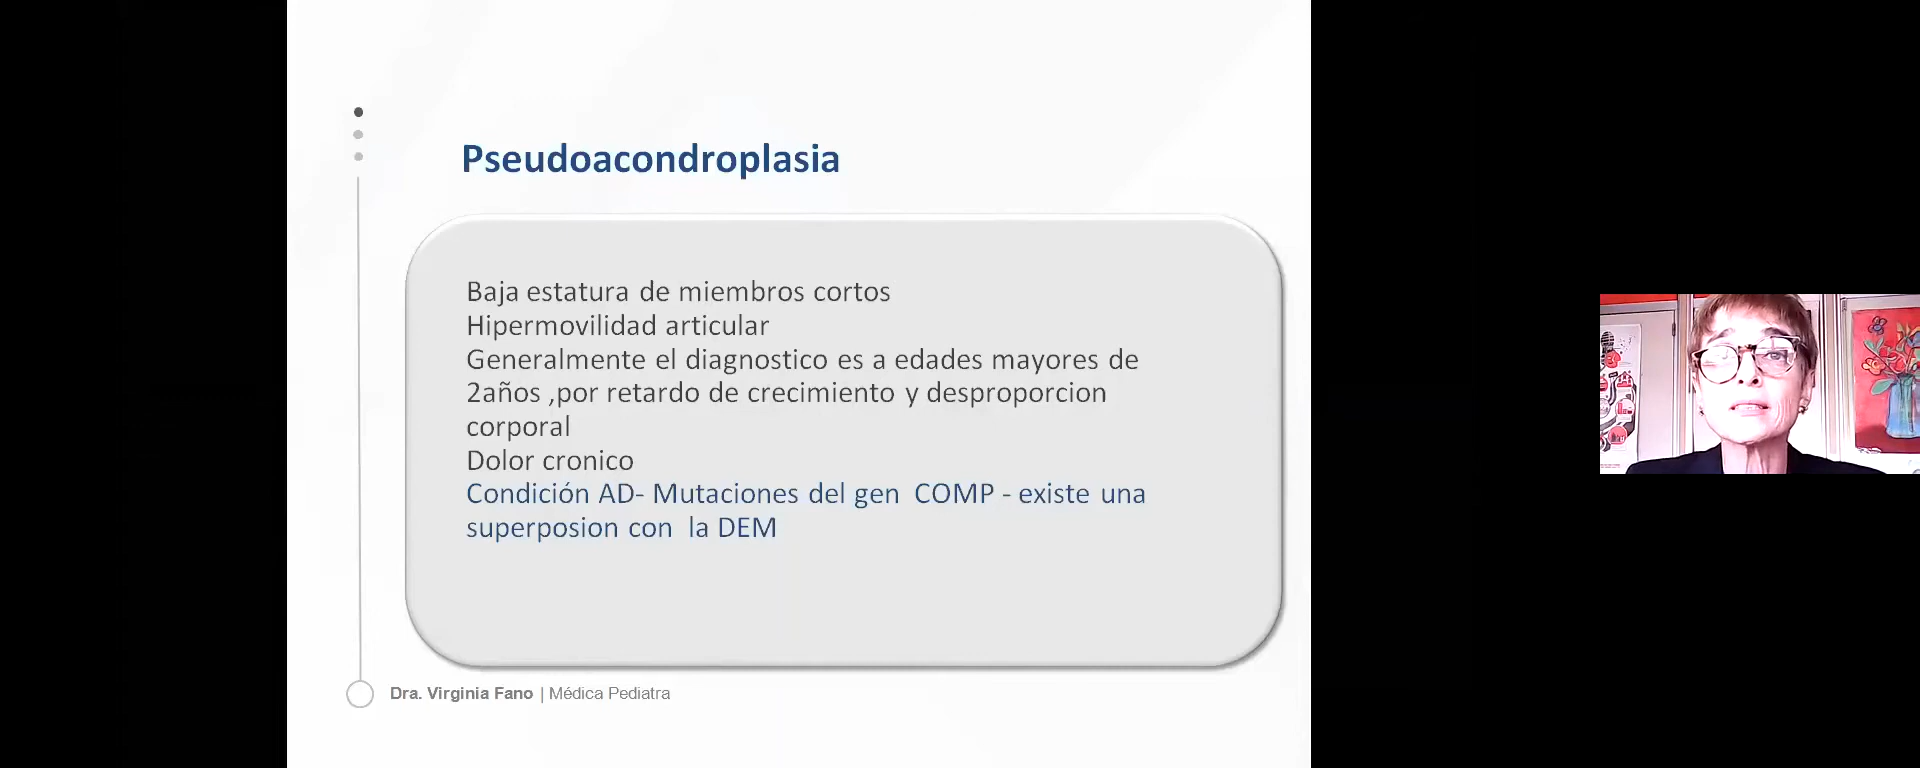 Pseudoacondroplasia
Baja estatura de miembros cortos
Hipermovilidad articular
Generalmente el diagnostico es a edades mayores de
2años ,por retardo de crecimiento y desproporcion
corporal
Dolor cronico
Condición AD- Mutaciones del gen COMP - existe una
superposion con la DEM
Dra. Virginia Fano | Médica Pediatra